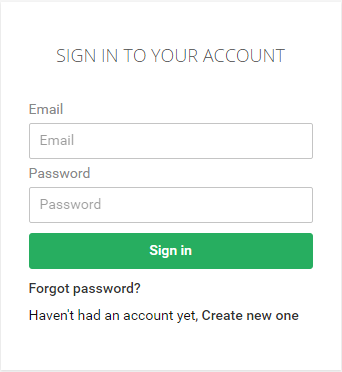 SIGN IN TO YOUR ACCOUNT
Email
Email
Password
Password
Sign in
Forgot password?
Haven't had an account yet, Create new one